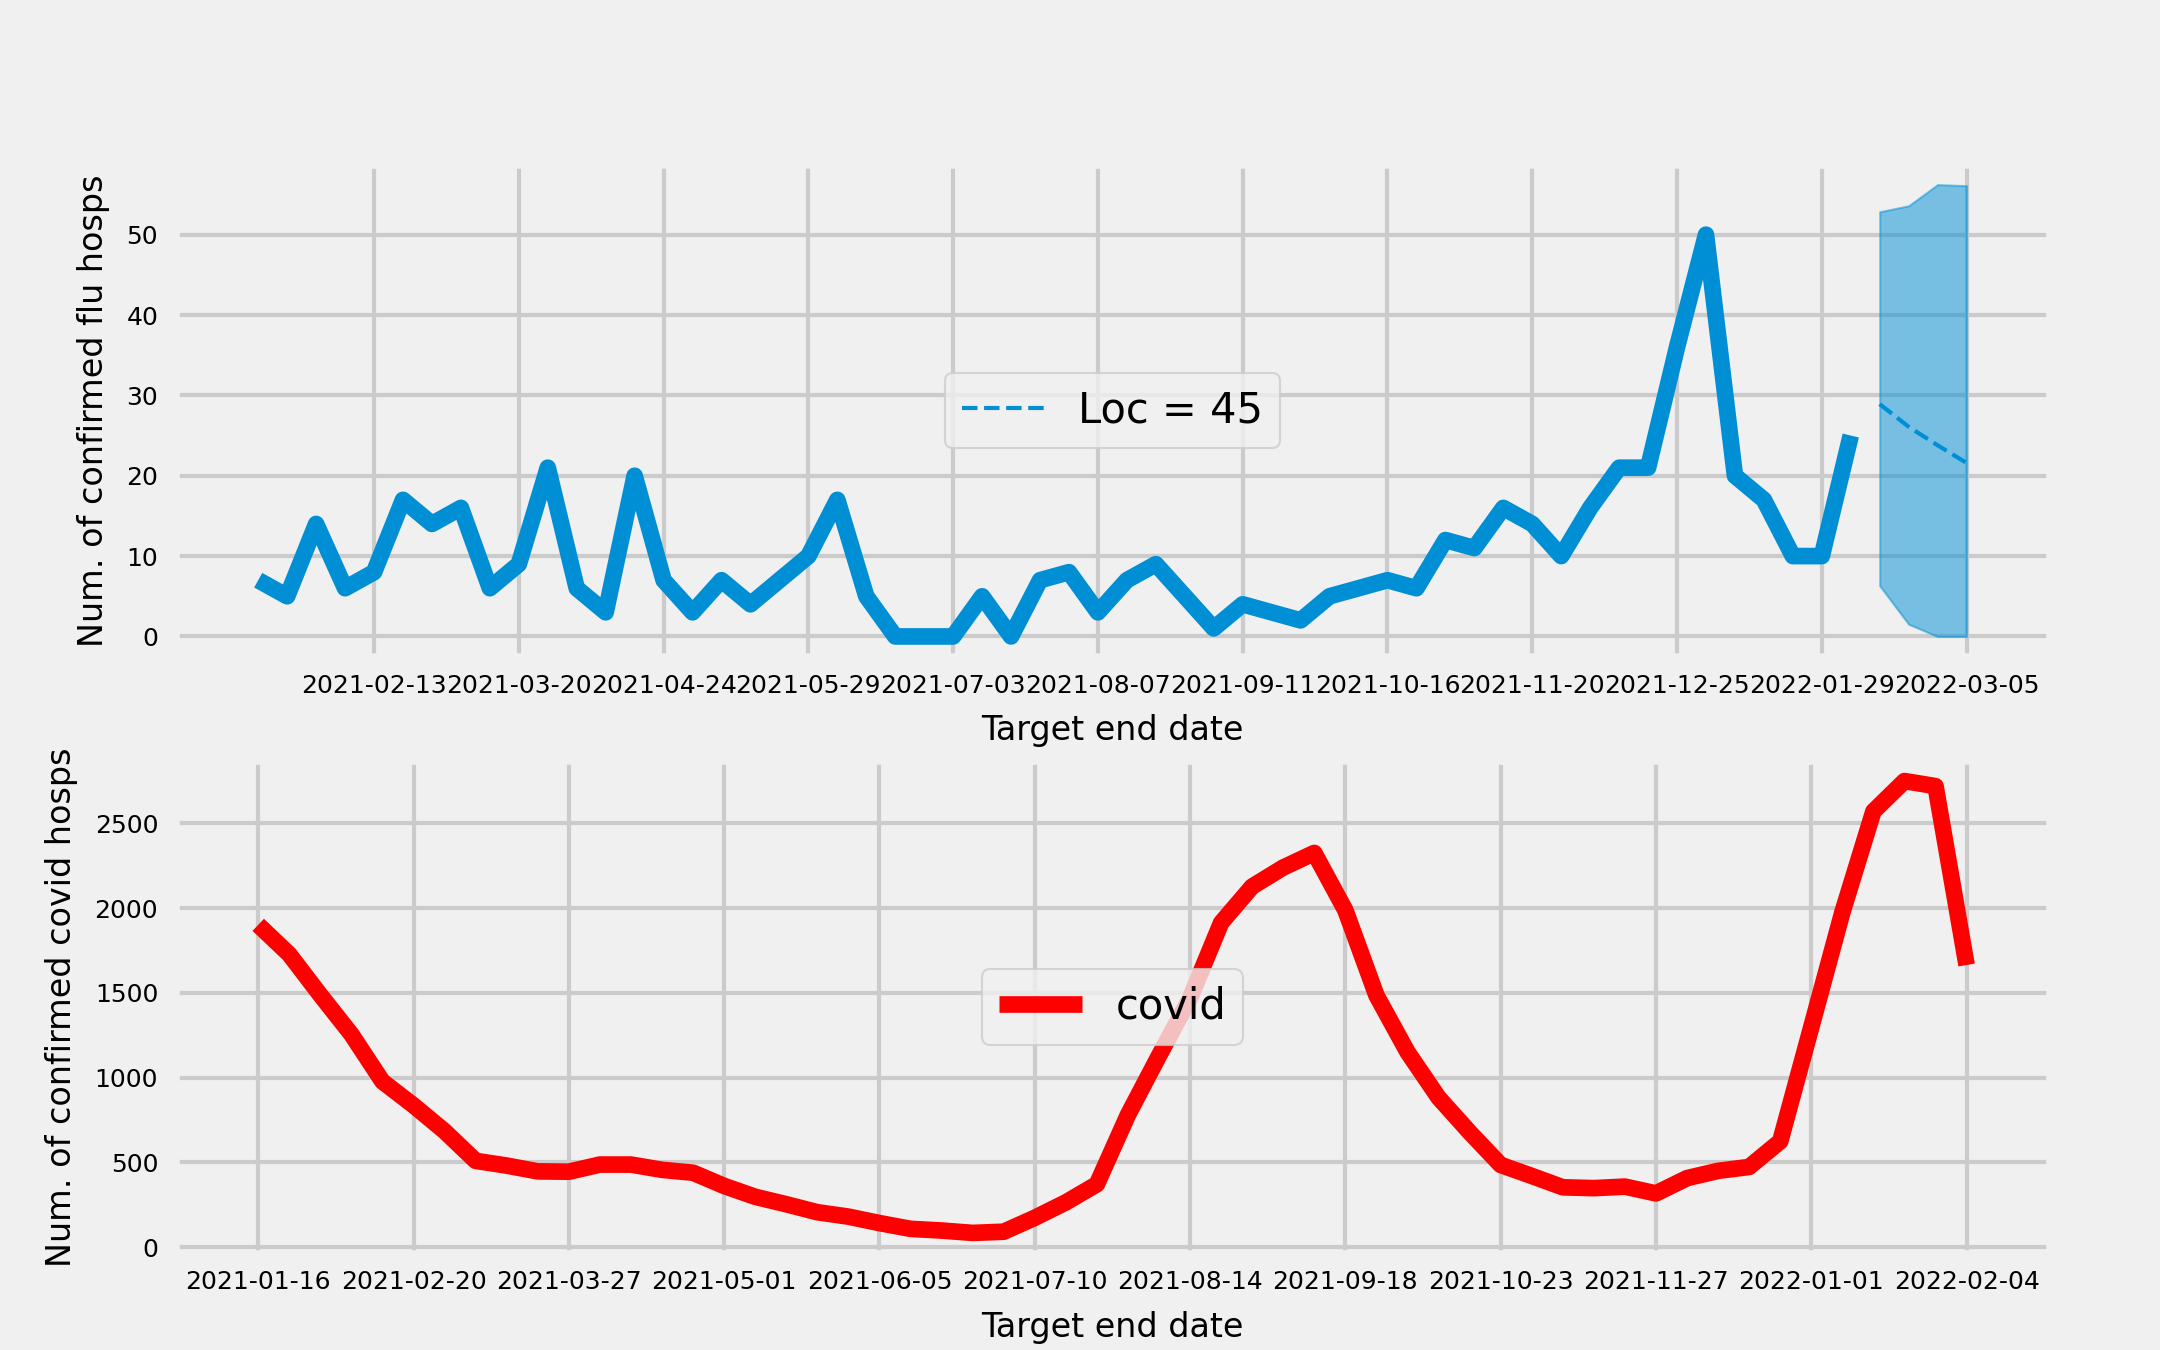 Num. of confirmed flu hosps
50
40
30
20
10
0
Loc = 45
2021-02-13 2021-03-20 2021-04-24 2021-05-29 2021-07-03 2021-08-07 2021-09-11 2021-10-16 2021-11-20 2021-12-25 2022-01-29 2022-03-05
Target end date
Num. of confirmed covid hosps
2500
2000
1500
1000
500
0
covid
2021-01-16 2021-02-20 2021-03-27 2021-05-01 2021-06-05 2021-07-10 2021-08-14 2021-09-18 2021-10-23 2021-11-27 2022-01-01 2022-02-04
Target end date